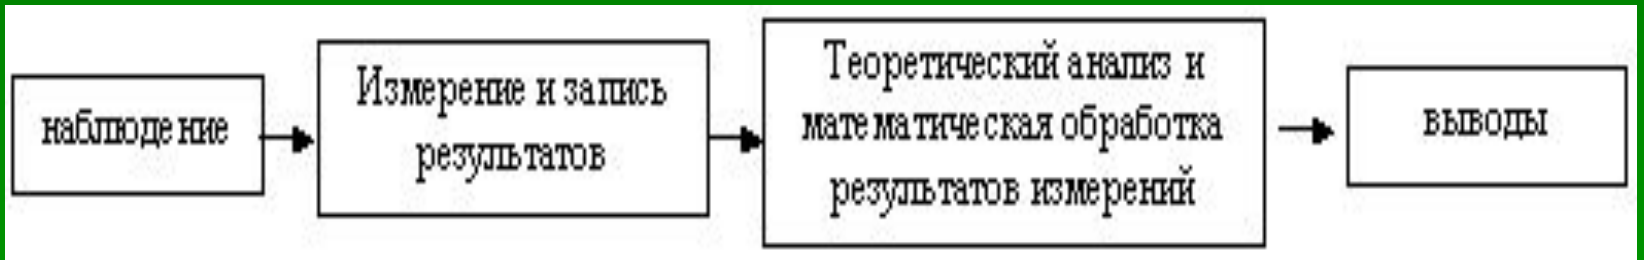 наблюдение
Измерение и запись
результатов
Теоретический анализ и
математическая обработка
результатов измерений
выводы